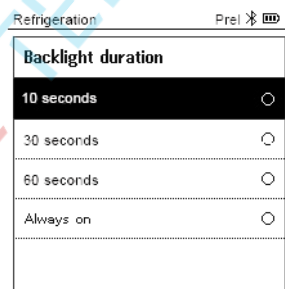 Refrigeration Prel
Backlight duration
10 seconds
30 seconds
60 seconds
Always on